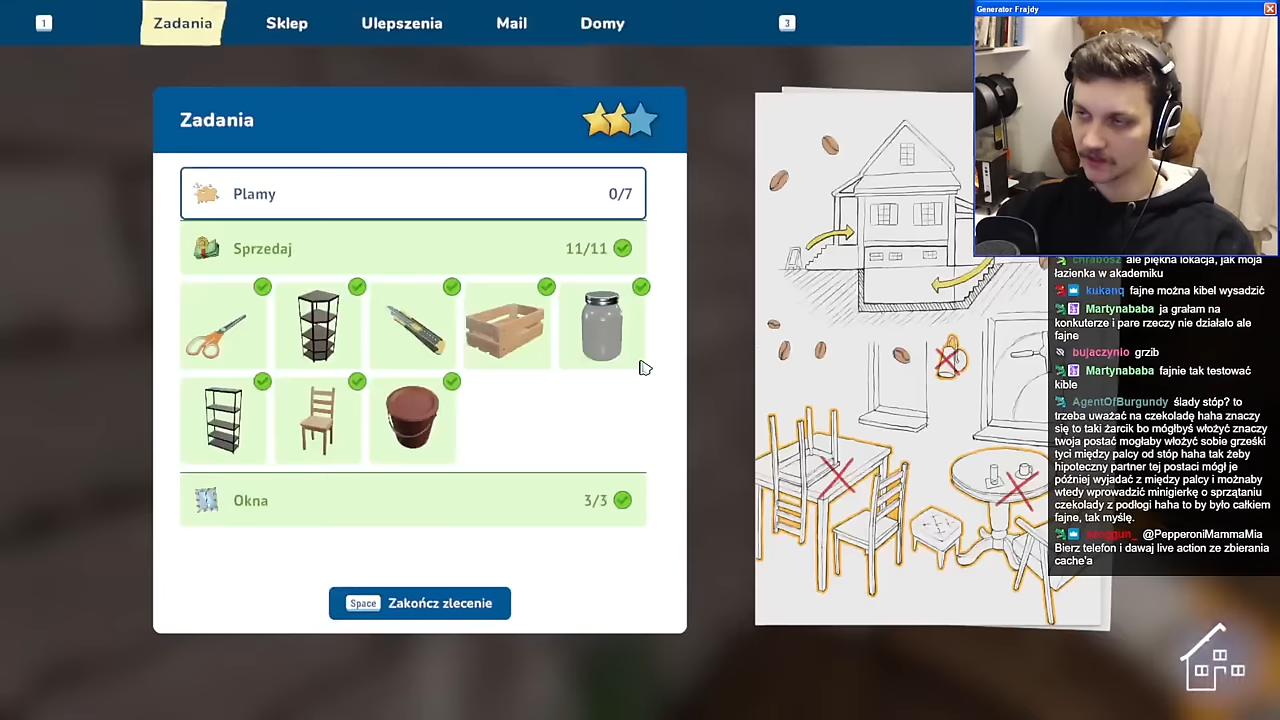 1
Zadania
Sklep
Ulepszenia
Mail
Domy
3
Generator Frajdy
Zadania
Plamy
0/7
Sprzedaj
11/11
Okna
3/3
Space
Zakończ zlecenie
ale piękna lokacja, jak moja
łazienka w akademiku
kukanq fajne można kibel wysadzić
Martynababa ja grałam na
konkuterze i pare rzeczy nie działało ale
fajne
bujaczynio grzib
Martynababa fajnie tak testować
kible
AgentOfBurgundy ślady stóp? to
trzeba uważać na czekoladę haha znaczy
się to taki żarcik bo mógłbyś włożyć znaczy
twoja postać mogłaby włożyć sobie grześki
tyci między palcy od stóp haha tak żeby
hipoteczny partner tej postaci mógł je
później wyjadać z między palcy i możnaby
wtedy wprowadzić minigierkę o sprzątaniu
czekolady z podłogi haha to by było całkiem
fajne, tak myślę.
@PepperoniMammaMia
Bierz telefon i dawaj live action ze zbierania
cache'a